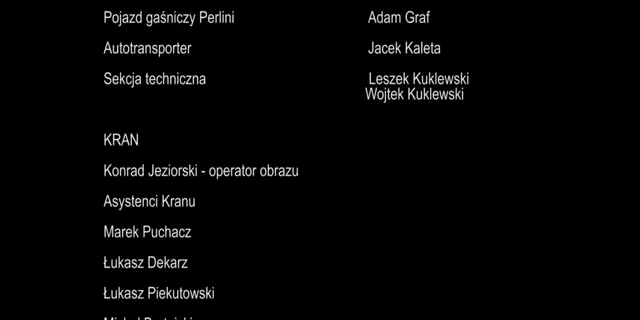 Pojazd gaśniczy Perlini Adam Graf
Autotransporter Jacek Kaleta
Sekcja techniczna Leszek Kuklewski
Wojtek Kuklewski
KRAN
Konrad Jeziorski - operator obrazu
Asystenci Kranu
Marek Puchacz
Łukasz Dekarz
Łukasz Piekutowski